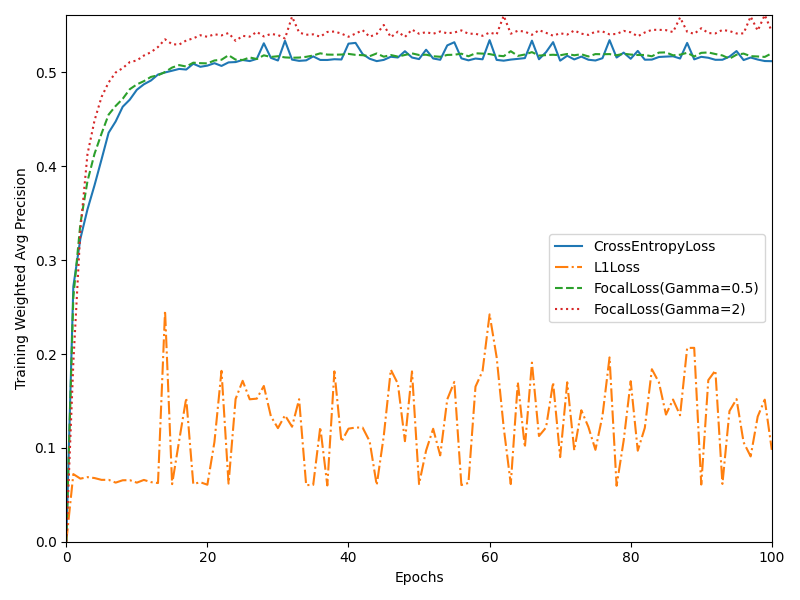 Training Weighted Avg Precision
0.5
0.4
0.3
0.2
0.1
0.0
CrossEntropyLoss
L1Loss
FocalLoss(Gamma=0.5)
FocalLoss(Gamma=2)
0 20 40 60 80 100
Epochs